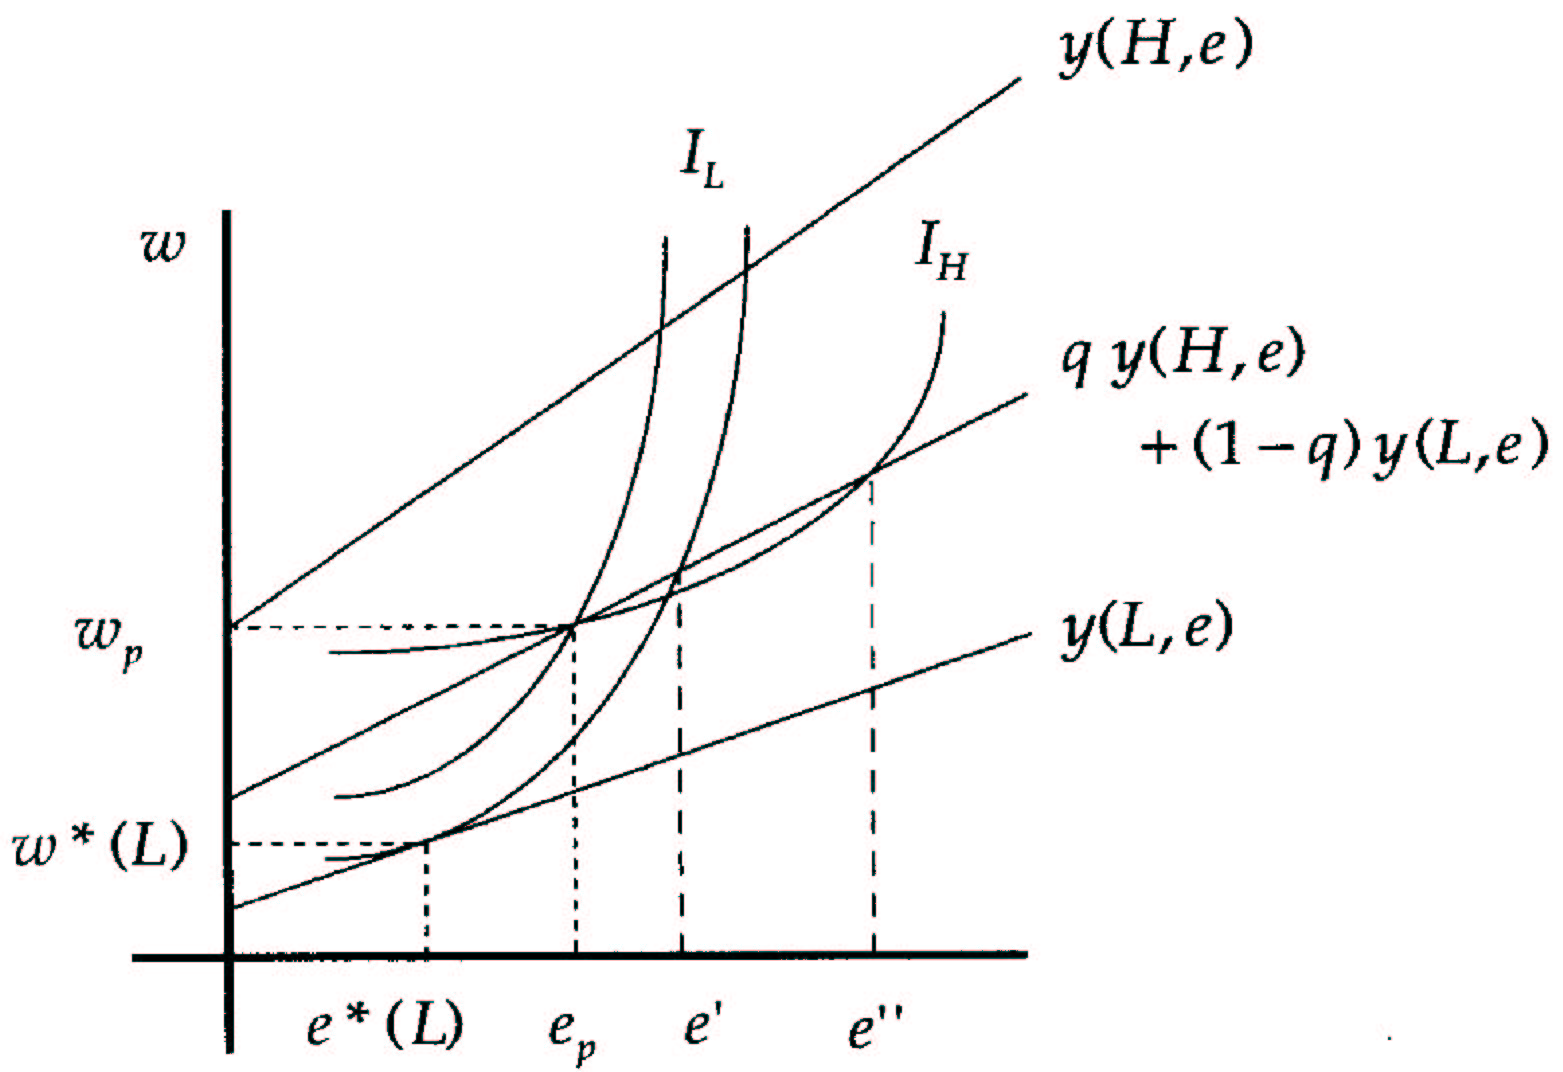 y(H,e)
I_L
w
I_H
q y(H,e)
+(1−q)y(L,e)
w_p
y(L,e)
w*(L)
e*(L) e_p e' e''